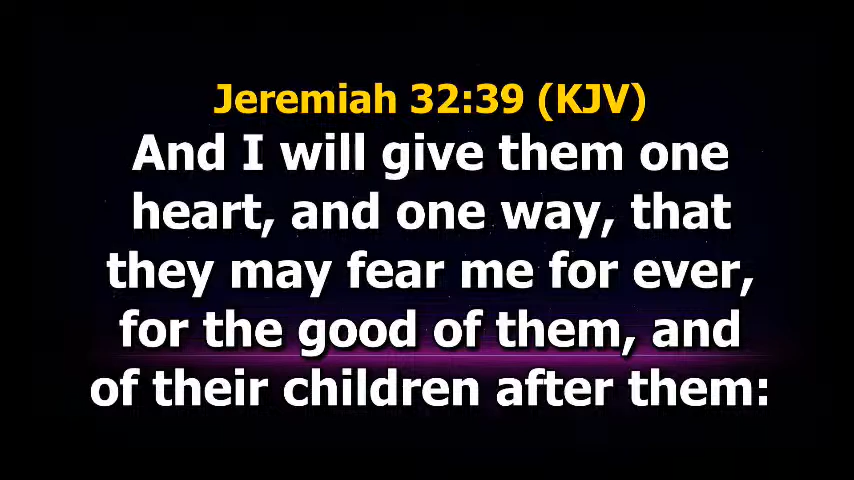 Jeremiah 32:39 (KJV)
And I will give them one
heart, and one way, that
they may fear me for ever,
for the good of them, and
of their children after them: